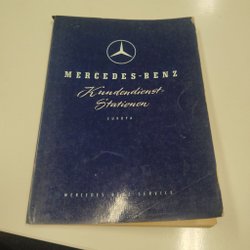 MERCEDES-BENZ
Kundendienst-
Stationen
EUROPA
MERCEDES-BENZ SERVICE